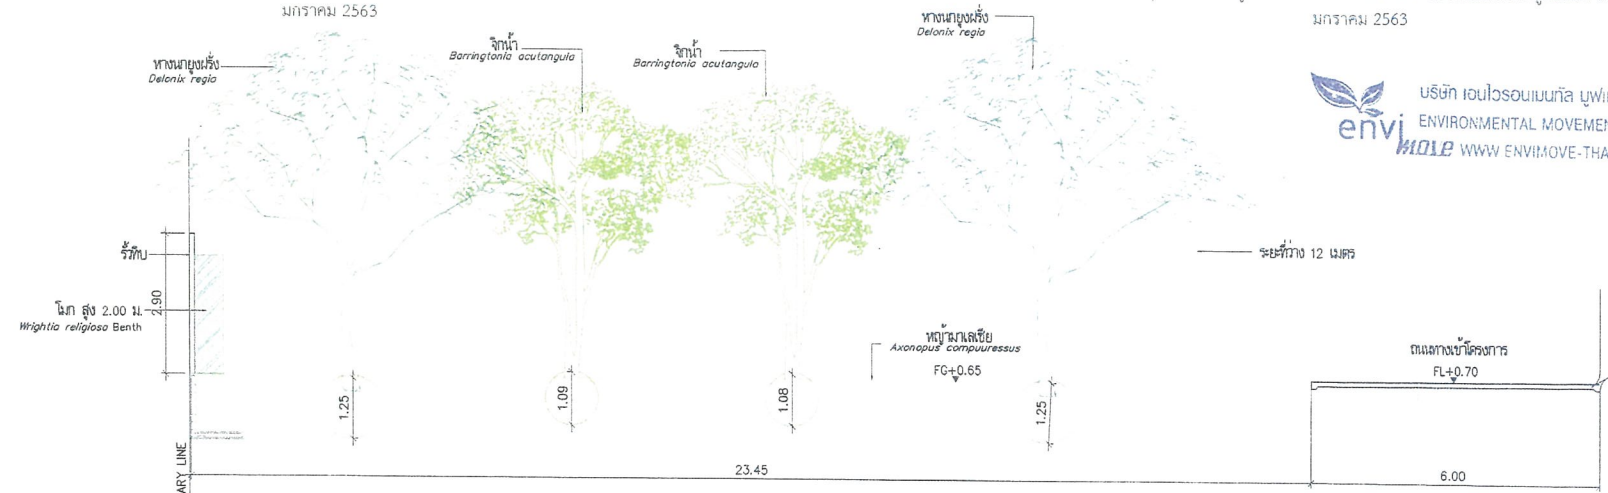 มกราคม 2563
มกราคม 2563
หางนกยูงฝรั่ง
Delonix regia
จิกน้ำ
Barringtonia acutangula
จิกน้ำ
Barringtonia acutangula
หางนกยูงฝรั่ง
Delonix regia
บริษัท เอนไวรอนเมนทัล
envi
move
ENVIRONMENTAL
WWW ENVIMOVE-THA
รั้วทึบ
2.90
โมก สูง 2.00 ม.
Wrightia religiosa Benth
ระยะที่ว่าง 12 เมตร
หญ้ามาเลเซีย
Axonopus compuuressus
FG+0.65
ถนนทางเข้าโครงการ
FL+0.70
1.25
1.09
1.08
1.25
ARY LINE
23.45
6.00